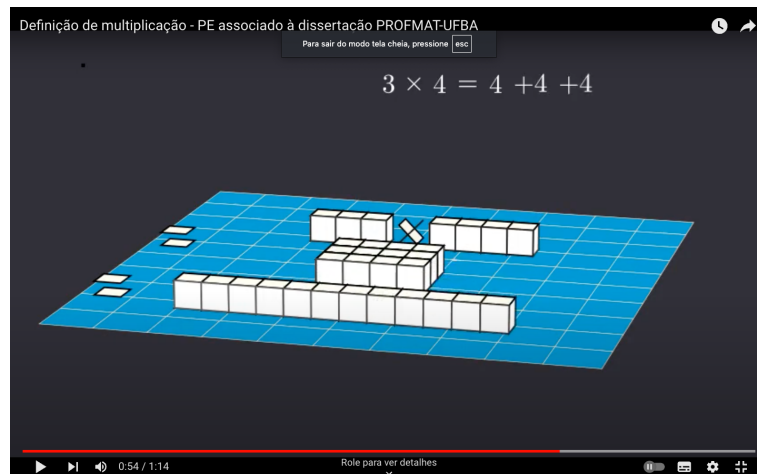 Definição de multiplicação - PE associado à dissertação PROFMAT-UFBA
Para sair do modo tela cheia, pressione esc
3 × 4 = 4 +4 +4
0:54 / 1:14
Role para ver detalhes